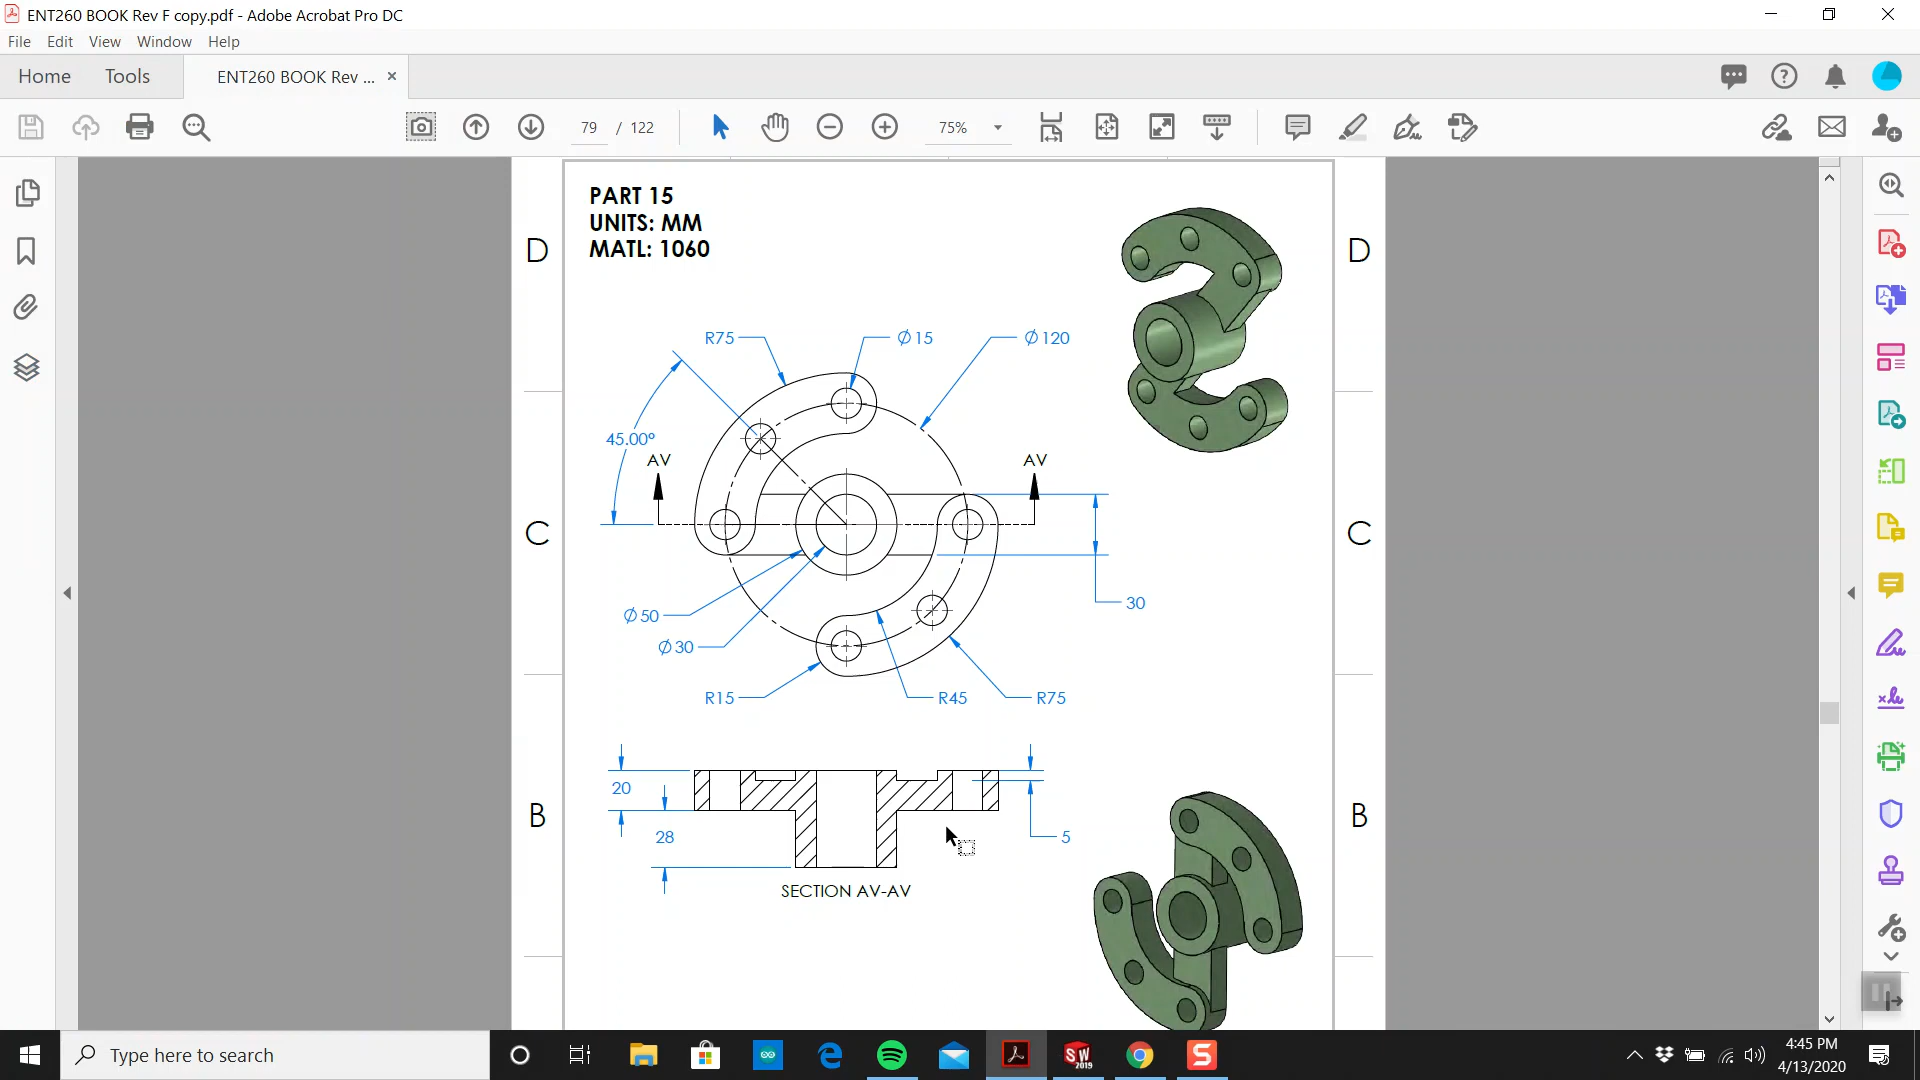 ENT260 BOOK Rev F copy.pdf - Adobe Acrobat Pro DC
File Edit View Window Help
Home Tools ENT260 BOOK Rev ... ×
79 / 122 75%
PART 15
UNITS: MM
MATL: 1060
D D
R75 Ø15 Ø120
45.00°
AV AV
C C
Ø50 30
Ø30
R15 R45 R75
20
B B
28 5
SECTION AV-AV
Type here to search
SW
2019
S
4:45 PM
4/13/2020